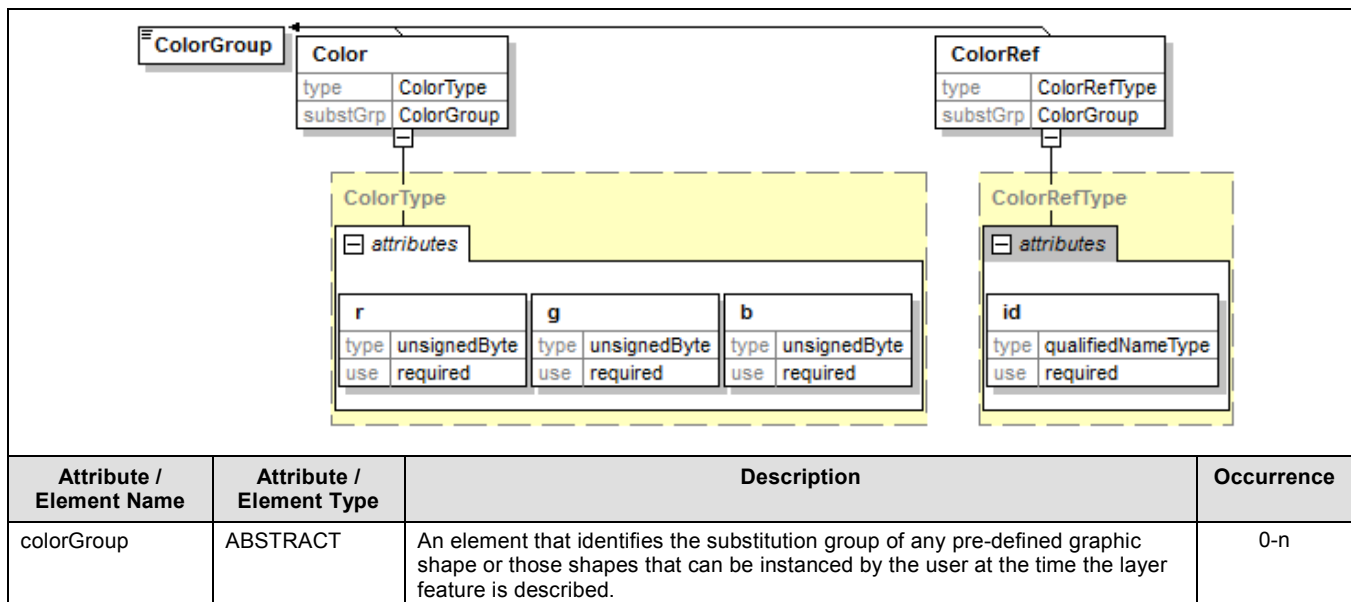 ColorGroup
Color
type ColorType
substGrp ColorGroup
ColorRef
type ColorRefType
substGrp ColorGroup
ColorType
attributes
r
type unsignedByte
use required
g
type unsignedByte
use required
b
type unsignedByte
use required
ColorRefType
attributes
id
type qualifiedNameType
use required
Attribute / Element Name
Attribute / Element Type
Description
Occurrence
colorGroup
ABSTRACT
An element that identifies the substitution group of any pre-defined graphic
shape or those shapes that can be instanced by the user at the time the layer
feature is described.
0-n